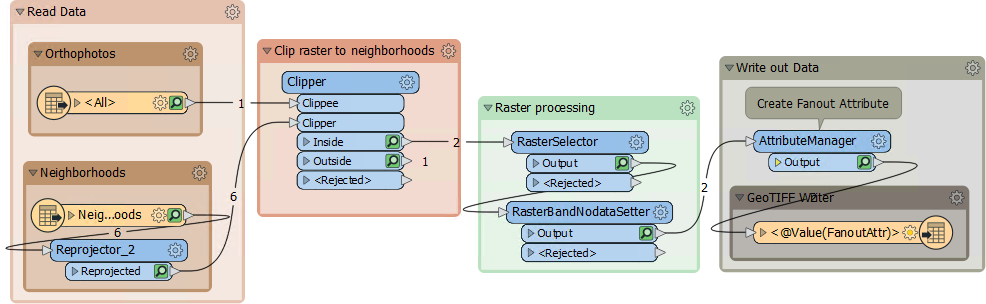 Read Data
Orthophotos
<All>
1
Neighborhoods
Neig...oods
6
Reprojector_2
Reprojected
6
Clip raster to neighborhoods
Clipper
Clippee
Clipper
Inside
2
Outside
1
<Rejected>
Raster processing
RasterSelector
Output
<Rejected>
RasterBandNodataSetter
Output
<Rejected>
2
Write out Data
Create Fanout Attribute
AttributeManager
Output
GeoTIFF Writer
2
<@Value(FanoutAttr)>